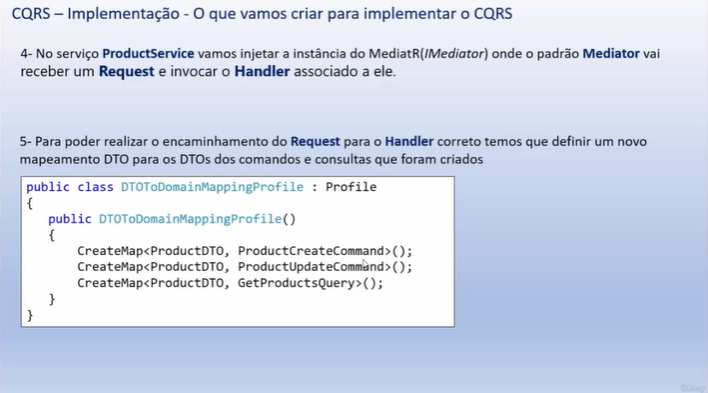 CQRS – Implementação - O que vamos criar para implementar o CQRS
4- No serviço ProductService vamos injetar a instância do MediatR(IMediator) onde o padrão Mediator vai
receber um Request e invocar o Handler associado a ele.
5- Para poder realizar o encaminhamento do Request para o Handler correto temos que definir um novo
mapeamento DTO para os DTOs dos comandos e consultas que foram criados
public class DTOToDomainMappingProfile : Profile
{
public DTOToDomainMappingProfile()
{
CreateMap<ProductDTO, ProductCreateCommand>();
CreateMap<ProductDTO, ProductUpdateCommand>();
CreateMap<ProductDTO, GetProductsQuery>();
}
}
Udemy